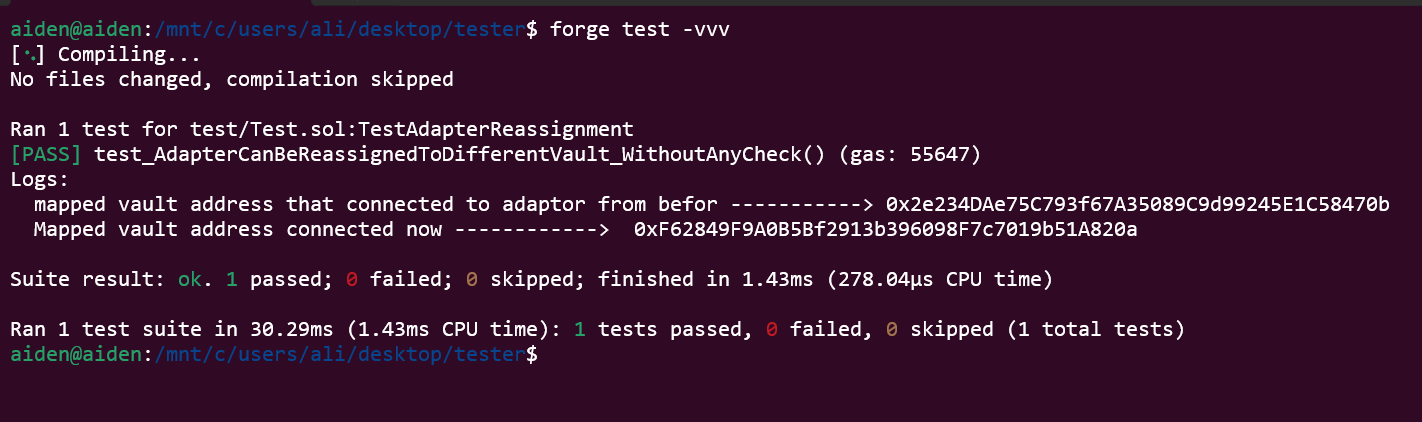 aiden@aiden:/mnt/c/users/ali/desktop/tester$ forge test -vvv
[⠢] Compiling...
No files changed, compilation skipped
Ran 1 test for test/Test.sol:TestAdapterReassignment
[PASS] test_AdapterCanBeReassignedToDifferentVault_WithoutAnyCheck() (gas: 55647)
Logs:
  mapped vault address that connected to adaptor from befor -----------> 0x2e234DAe75C793f67A35089C9d99245E1C58470b
  Mapped vault address connected now ------------>  0xF62849F9A0B5Bf2913b396098F7c7019b51A820a
Suite result: ok. 1 passed; 0 failed; 0 skipped; finished in 1.43ms (278.04µs CPU time)
Ran 1 test suite in 30.29ms (1.43ms CPU time): 1 tests passed, 0 failed, 0 skipped (1 total tests)
aiden@aiden:/mnt/c/users/ali/desktop/tester$